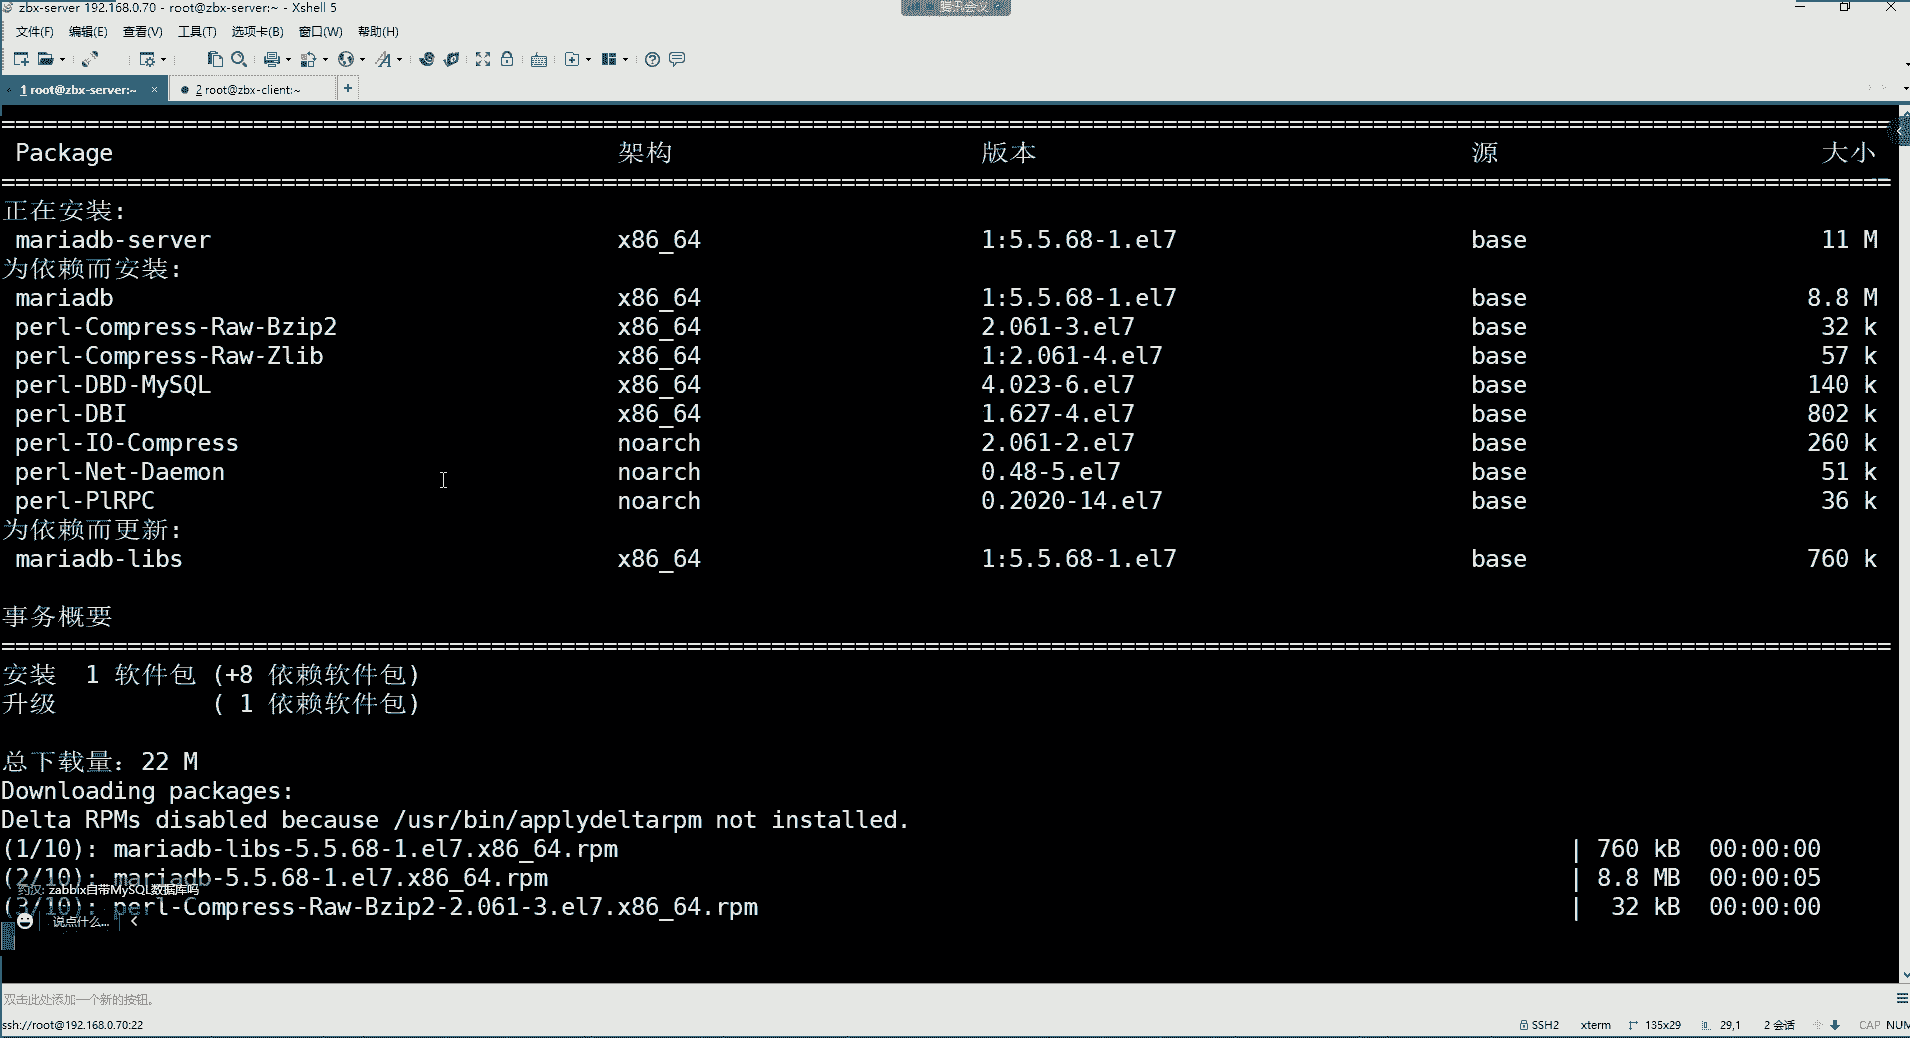 zbx-server 192.168.0.70 - root@zbx-server:~ - Xshell 5
腾讯会议
文件(F) 编辑(E) 查看(V) 工具(T) 选项卡(B) 窗口(W) 帮助(H)
1 root@zbx-server:~ × 2 root@zbx-client:~ +
Package 架构 版本 源 大小
正在安装:
mariadb-server x86_64 1:5.5.68-1.el7 base 11 M
为依赖而安装:
mariadb x86_64 1:5.5.68-1.el7 base 8.8 M
perl-Compress-Raw-Bzip2 x86_64 2.061-3.el7 base 32 k
perl-Compress-Raw-Zlib x86_64 1:2.061-4.el7 base 57 k
perl-DBD-MySQL x86_64 4.023-6.el7 base 140 k
perl-DBI x86_64 1.627-4.el7 base 802 k
perl-IO-Compress noarch 2.061-2.el7 base 260 k
perl-Net-Daemon noarch 0.48-5.el7 base 51 k
perl-PlRPC noarch 0.2020-14.el7 base 36 k
为依赖而更新:
mariadb-libs x86_64 1:5.5.68-1.el7 base 760 k
事务概要
安装 1 软件包 (+8 依赖软件包)
升级 ( 1 依赖软件包)
总下载量：22 M
Downloading packages:
Delta RPMs disabled because /usr/bin/applydeltarpm not installed.
(1/10): mariadb-libs-5.5.68-1.el7.x86_64.rpm | 760 kB 00:00:00
(2/10): mariadb-5.5.68-1.el7.x86_64.rpm | 8.8 MB 00:00:05
zabbix自带MySQL数据库吗
(3/10): perl-Compress-Raw-Bzip2-2.061-3.el7.x86_64.rpm | 32 kB 00:00:00
说点什么...
双击此处添加一个新的按钮。
ssh://root@192.168.0.70:22 SSH2 xterm 135x29 29,1 2 会话 CAP NUM